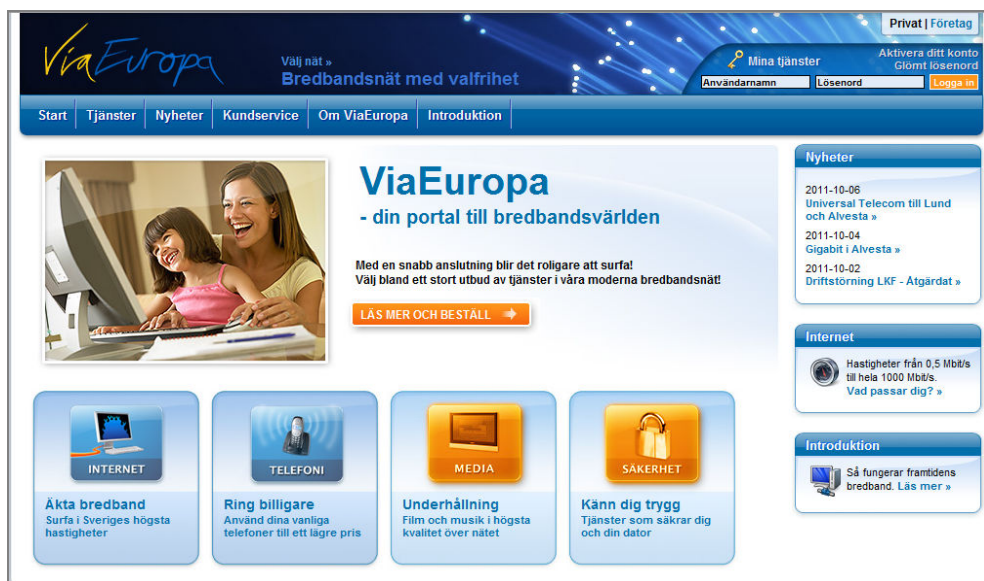 Privat | Företag
ViaEuropa
Välj nät »
Bredbandsnät med valfrihet
Mina tjänster
Aktivera ditt konto
Glömt lösenord
Användarnamn
Lösenord
Logga in
Start
Tjänster
Nyheter
Kundservice
Om ViaEuropa
Introduktion
ViaEuropa
- din portal till bredbandsvärlden
Med en snabb anslutning blir det roligare att surfa!
Välj bland ett stort utbud av tjänster i våra moderna bredbandsnät!
LÄS MER OCH BESTÄLL
Nyheter
2011-10-06
Universal Telecom till Lund
och Alvesta »
2011-10-04
Gigabit i Alvesta »
2011-10-02
Driftstörning LKF - Åtgärdat »
Internet
Hastigheter från 0,5 Mbit/s
till hela 1000 Mbit/s.
Vad passar dig? »
Introduktion
Så fungerar framtidens
bredband. Läs mer »
INTERNET
Äkta bredband
Surfa i Sveriges högsta
hastigheter
TELEFONI
Ring billigare
Använd dina vanliga
telefoner till ett lägre pris
MEDIA
Underhållning
Film och musik i högsta
kvalitet över nätet
SÄKERHET
Känn dig trygg
Tjänster som säkrar dig
och din dator